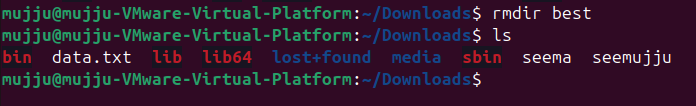 mujju@mujju-VMware-Virtual-Platform:~/Downloads$ rmdir best
mujju@mujju-VMware-Virtual-Platform:~/Downloads$ ls
bin data.txt lib lib64 lost+found media sbin seema seemujju
mujju@mujju-VMware-Virtual-Platform:~/Downloads$